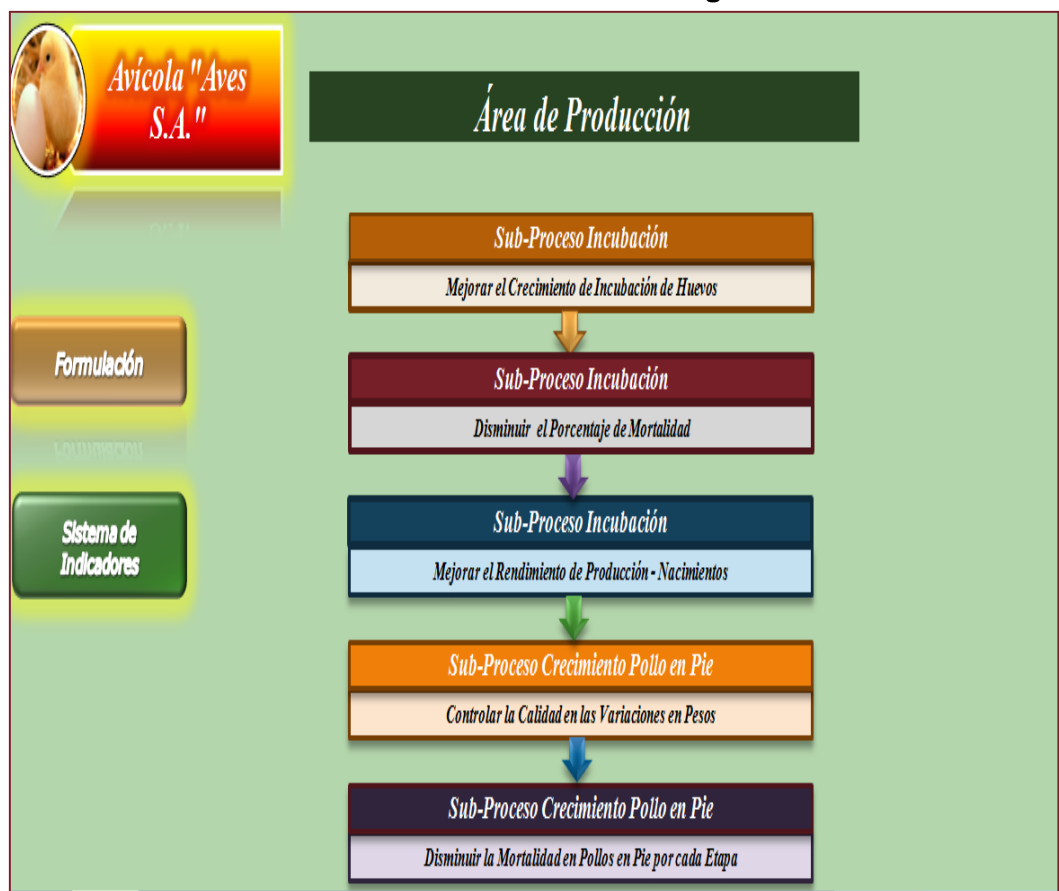 Avícola "Aves
S.A."
Área de Producción
Sub-Proceso Incubación
Mejorar el Crecimiento de Incubación de Huevos
Formulación
Sub-Proceso Incubación
Disminuir el Porcentaje de Mortalidad
Sistema de
Indicadores
Sub-Proceso Incubación
Mejorar el Rendimiento de Producción - Nacimientos
Sub-Proceso Crecimiento Pollo en Pie
Controlar la Calidad en las Variaciones en Pesos
Sub-Proceso Crecimiento Pollo en Pie
Disminuir la Mortalidad en Pollos en Pie por cada Etapa